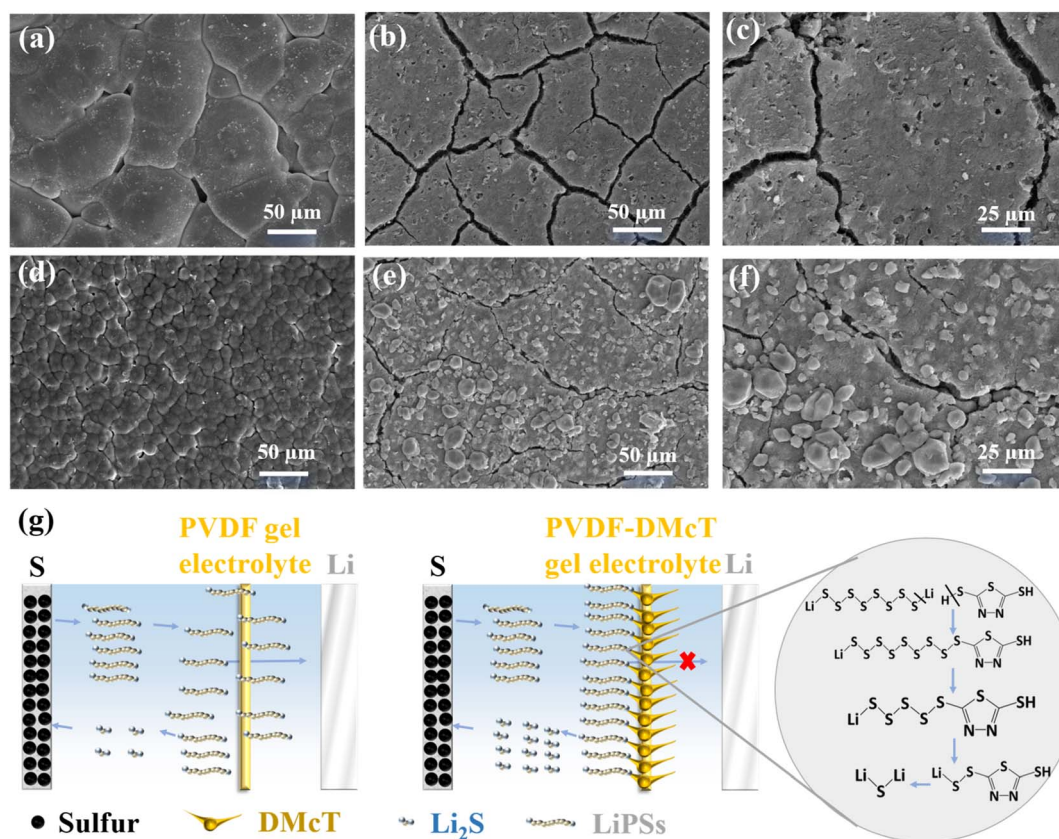 (a)
50 µm
(b)
50 µm
(c)
25 µm
(d)
50 µm
(e)
50 µm
(f)
25 µm
(g)
PVDF gel
electrolyte
S
Li
PVDF-DMcT
gel electrolyte
S
Li
Li S S S S S S S S Li H S S SH N N
Li S S S S S S S S S SH N N
Li S S S S S S SH N N
Li Li S Li S S S SH N N
Sulfur
DMcT
Li₂S
LiPSs